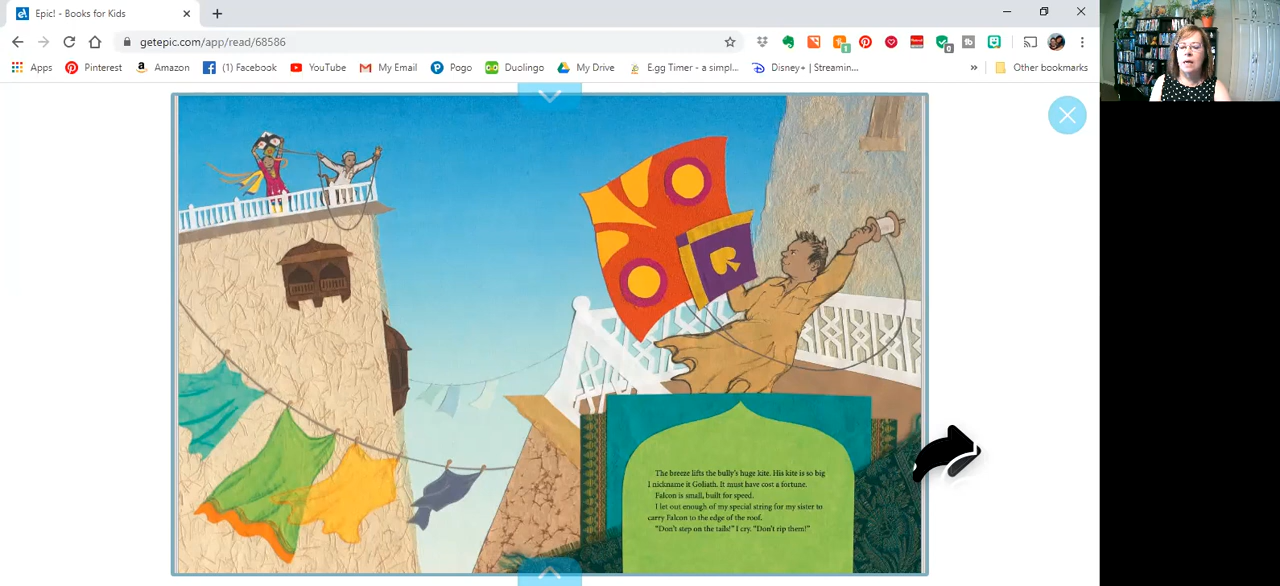 Epic! - Books for Kids
getepic.com/app/read/68586
Apps
Pinterest
Amazon
(1) Facebook
YouTube
My Email
Pogo
Duolingo
My Drive
E.gg Timer - a simpl...
Disney+ | Streamin...
»
Other bookmarks
The breeze lifts the bully's huge kite. His kite is so big
I nickname it Goliath. It must have cost a fortune.
Falcon is small, built for speed.
I let out enough of my special string for my sister to
carry Falcon to the edge of the roof.
"Don't step on the tails!" I cry. "Don't rip them!"